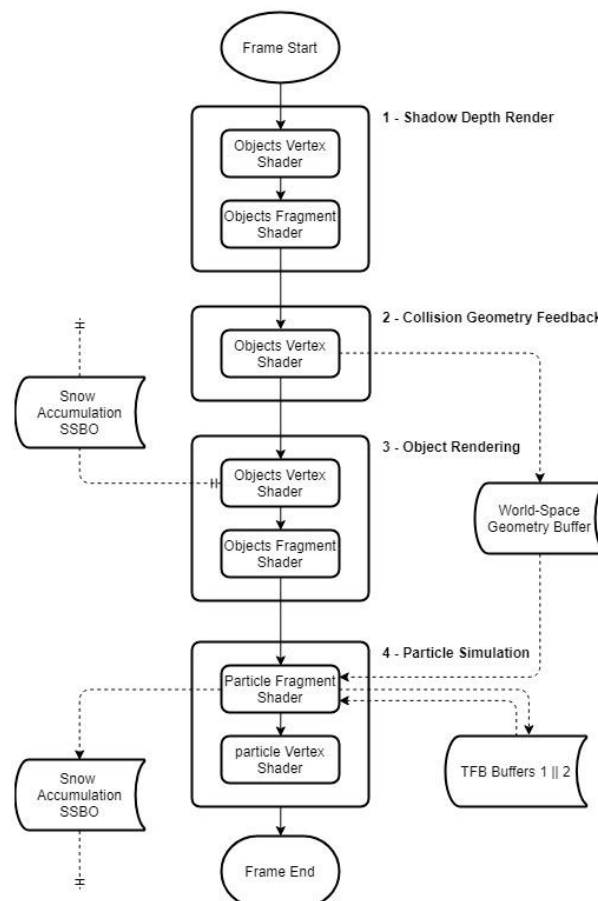 Frame Start
1 - Shadow Depth Render
Objects Vertex
Shader
Objects Fragment
Shader
2 - Collision Geometry Feedback
Objects Vertex
Shader
Snow
Accumulation
SSBO
3 - Object Rendering
Objects Vertex
Shader
World-Space
Geometry Buffer
Objects Fragment
Shader
4 - Particle Simulation
Particle Fragment
Shader
particle Vertex
Shader
TFB Buffers 1 || 2
Snow
Accumulation
SSBO
Frame End